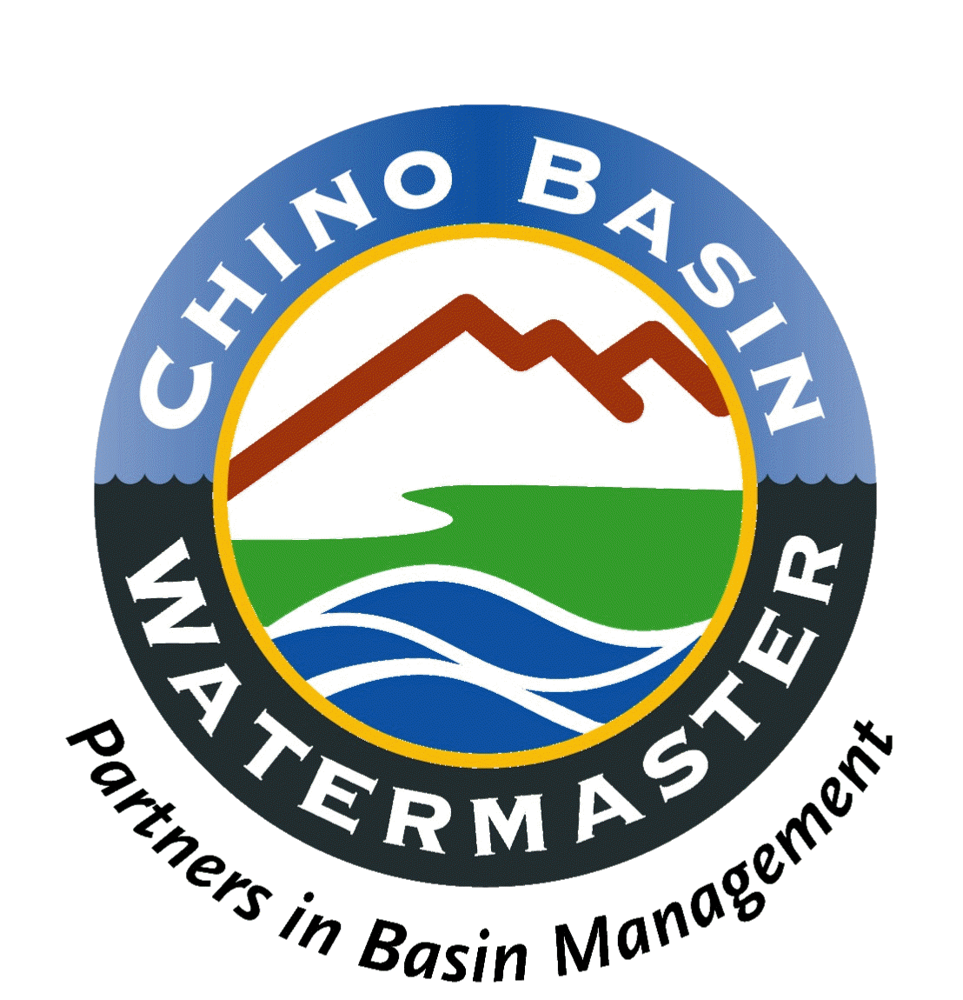 CHINO BASIN
WATERMASTER
Partners in Basin Management